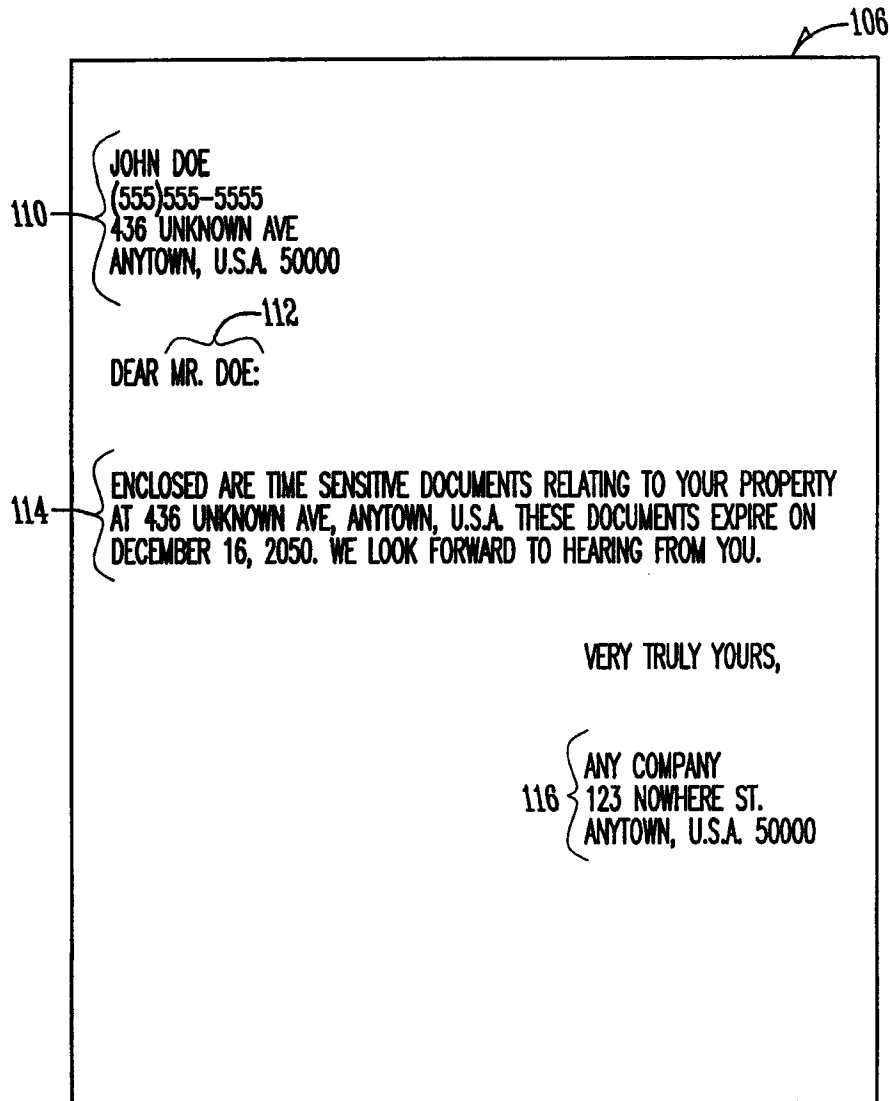 106
JOHN DOE
(555)555-5555
110
436 UNKNOWN AVE
ANYTOWN, U.S.A. 50000
112
DEAR MR. DOE:
ENCLOSED ARE TIME SENSITIVE DOCUMENTS RELATING TO YOUR PROPERTY
114
AT 436 UNKNOWN AVE, ANYTOWN, U.S.A. THESE DOCUMENTS EXPIRE ON
DECEMBER 16, 2050. WE LOOK FORWARD TO HEARING FROM YOU.
VERY TRULY YOURS,
ANY COMPANY
116
123 NOWHERE ST.
ANYTOWN, U.S.A. 50000